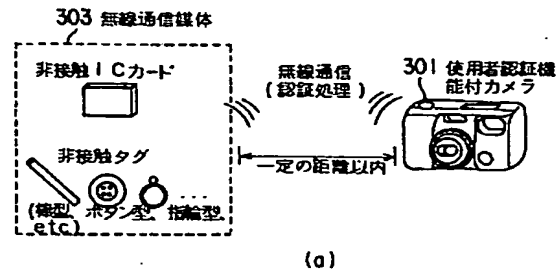 303 無線通信媒体
非接触ICカード
無線通信
(認証処理)
301 使用者認証機
能付カメラ
非接触タグ
一定の距離以内
(棒型、ボタン型、指輪型、
etc)
...
(a)